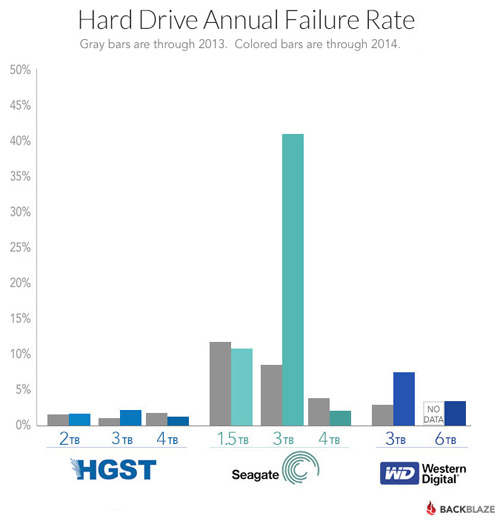 Hard Drive Annual Failure Rate
Gray bars are through 2013.  Colored bars are through 2014.
50%
45%
40%
35%
30%
25%
20%
15%
10%
5%
0%
NO
DATA
2TB 3TB 4TB 1.5TB 3TB 4TB 3TB 6TB
HGST Seagate WD Western
Digital®
BACKBLAZE